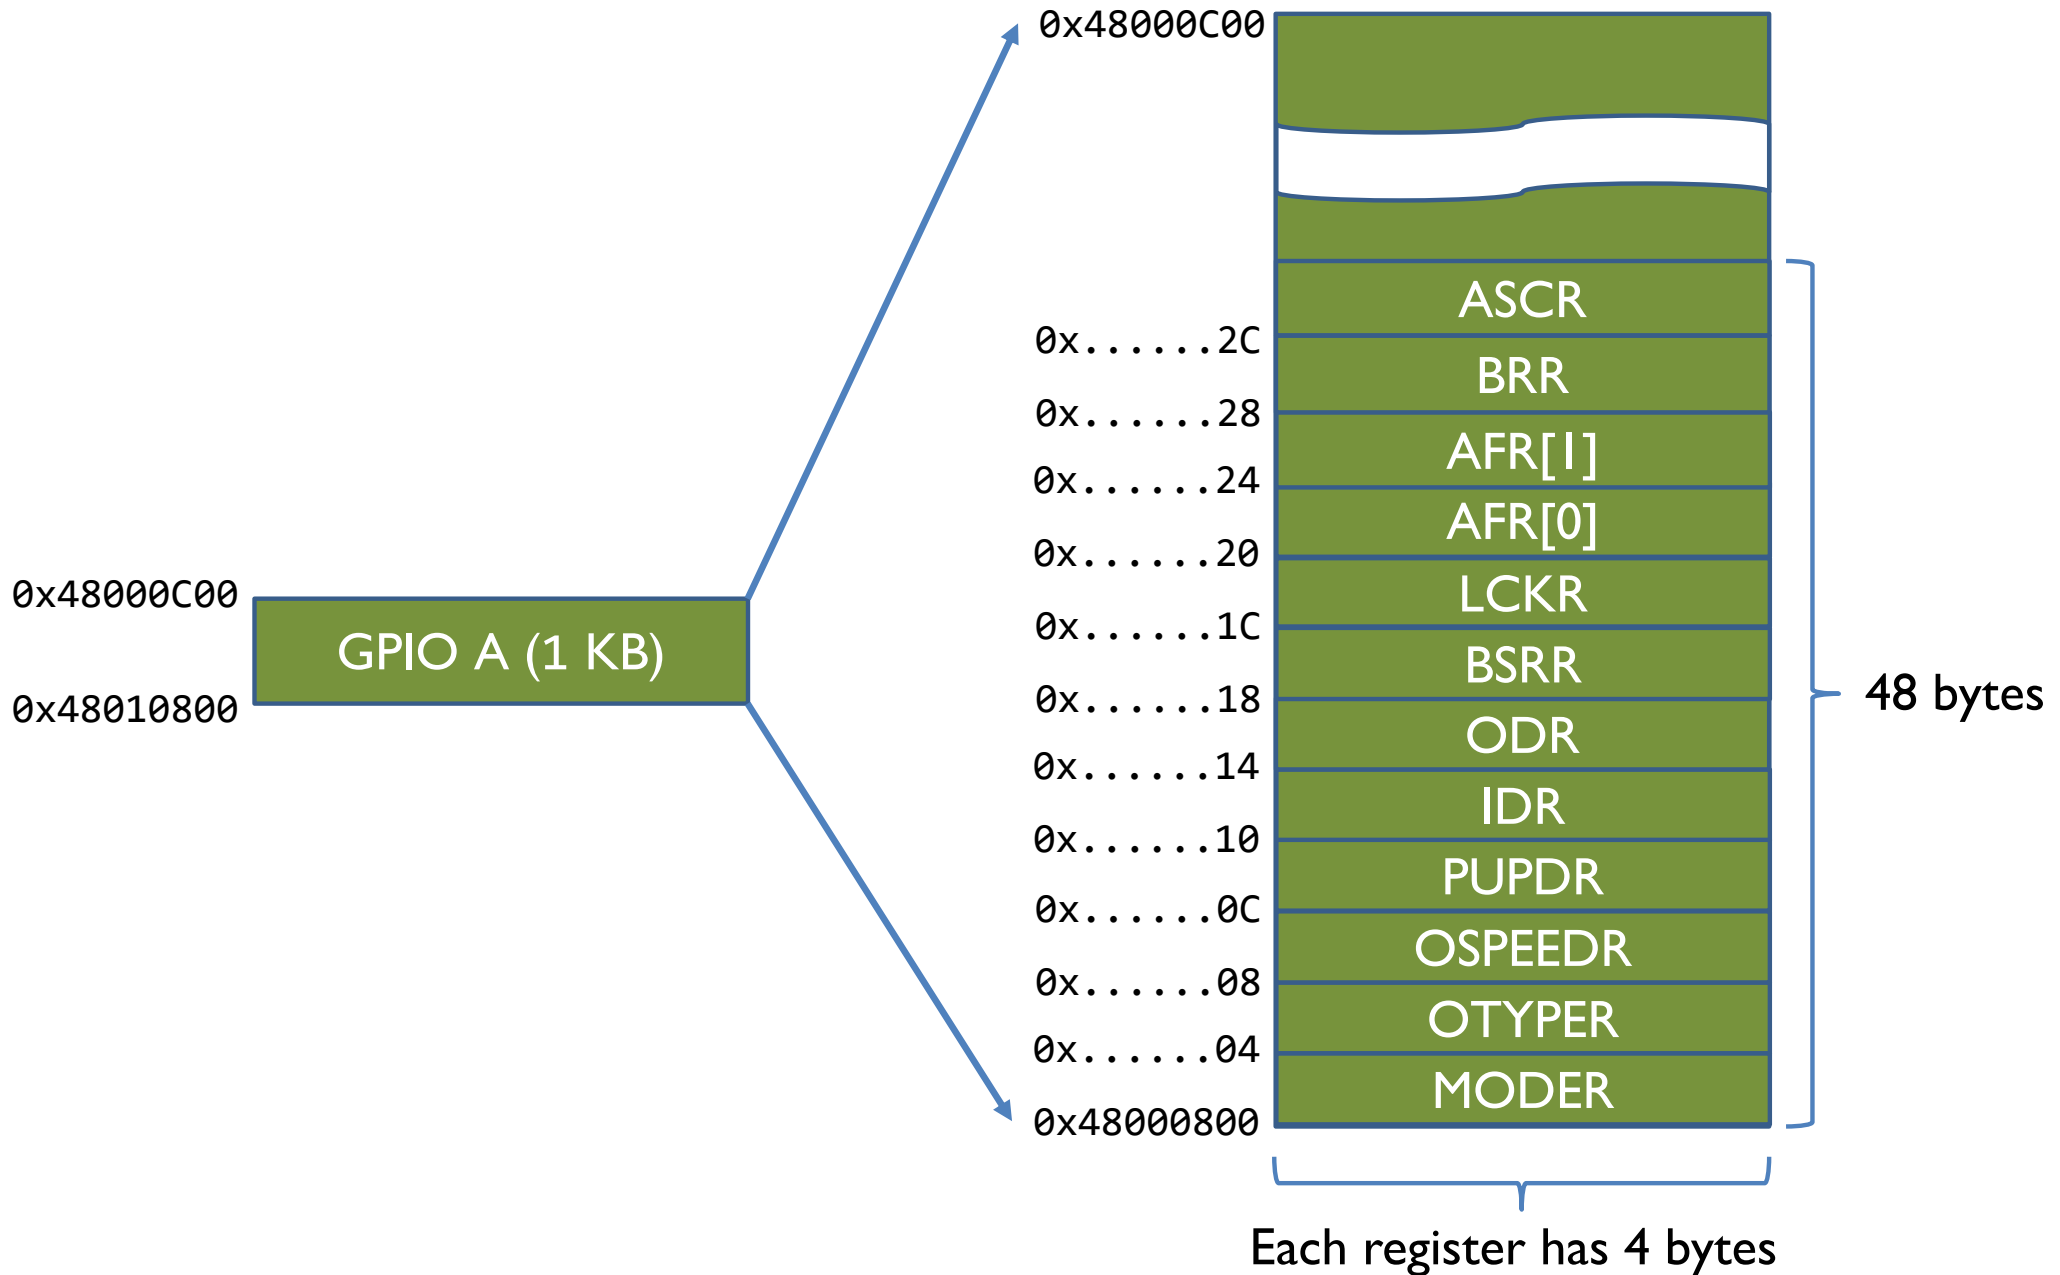 0x48000C00
GPIO A (1 KB)
0x48010800
0x48000C00
ASCR
0x......2C
BRR
0x......28
AFR[1]
0x......24
AFR[0]
0x......20
LCKR
0x......1C
BSRR
0x......18
ODR
0x......14
IDR
0x......10
PUPDR
0x......0C
OSPEEDR
0x......08
OTYPER
0x......04
MODER
0x48000800
48 bytes
Each register has 4 bytes